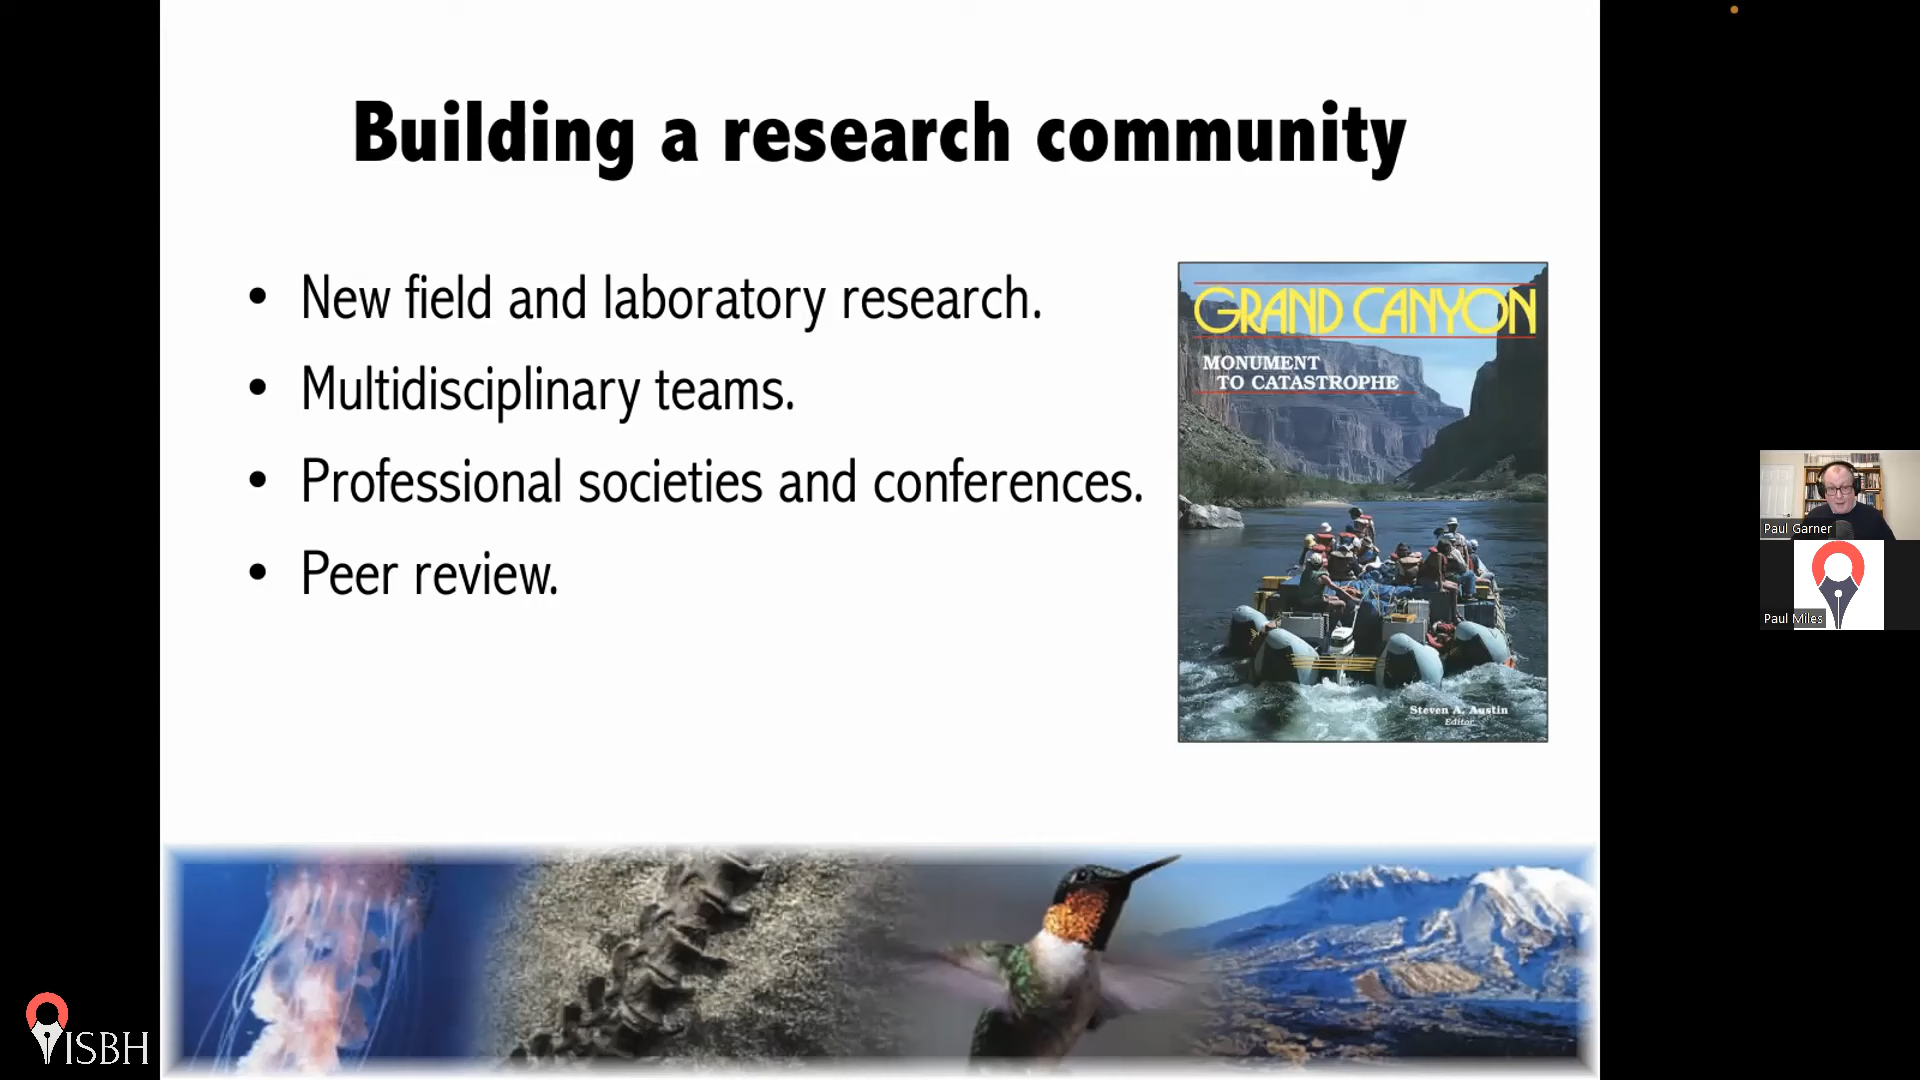 Building a research community
• New field and laboratory research.
• Multidisciplinary teams.
• Professional societies and conferences.
• Peer review.
GRAND CANYON
MONUMENT
TO CATASTROPHE
Steven A. Austin
Editor
Paul Garner
Paul Miles
ISBH